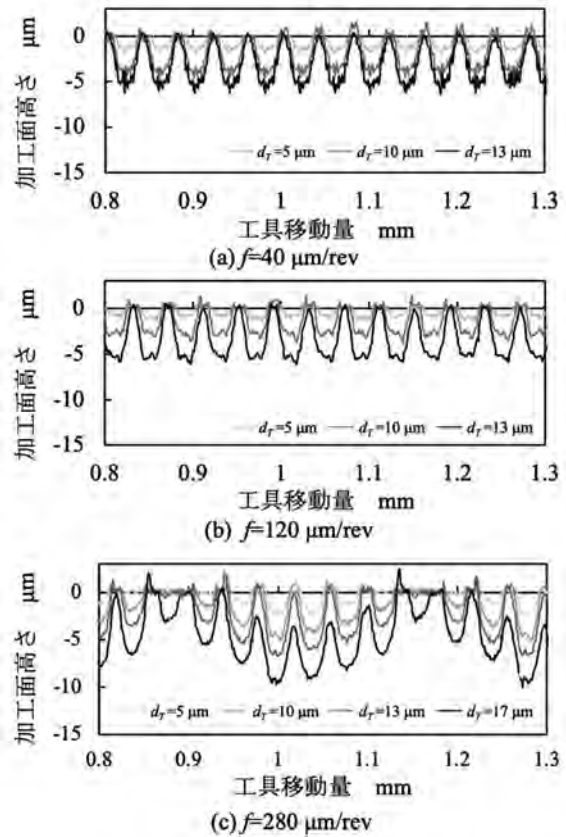 加工面高さ μm
0
-5
-10
-15
d_T=5 μm d_T=10 μm d_T=13 μm
0.8 0.9 1 1.1 1.2 1.3
工具移動量 mm
(a) f=40 μm/rev
加工面高さ μm
0
-5
-10
-15
d_T=5 μm d_T=10 μm d_T=13 μm
0.8 0.9 1 1.1 1.2 1.3
工具移動量 mm
(b) f=120 μm/rev
加工面高さ μm
0
-5
-10
-15
d_T=5 μm d_T=10 μm d_T=13 μm d_T=17 μm
0.8 0.9 1 1.1 1.2 1.3
工具移動量 mm
(c) f=280 μm/rev